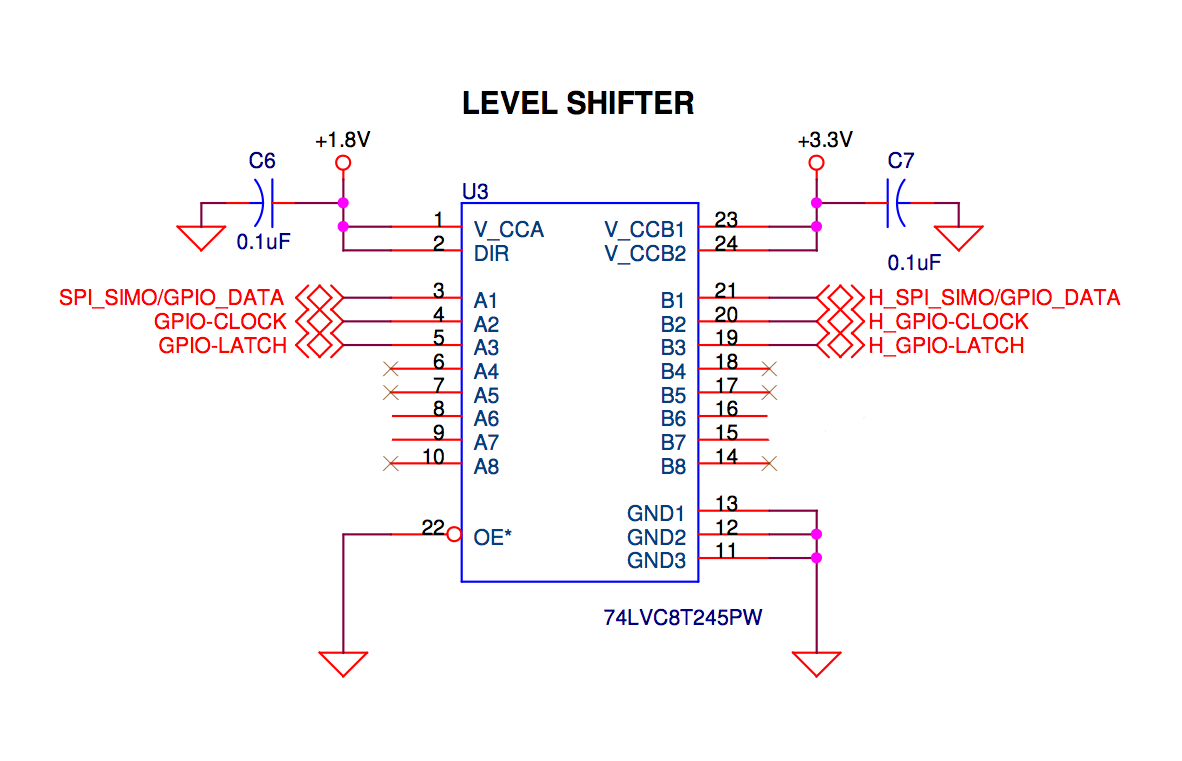 LEVEL SHIFTER
+1.8V
+3.3V
C6
C7
0.1uF
0.1uF
U3
1 V_CCA V_CCB1 23
2 DIR V_CCB2 24
SPI_SIMO/GPIO_DATA 3 A1 B1 21 H_SPI_SIMO/GPIO_DATA
GPIO-CLOCK 4 A2 B2 20 H_GPIO-CLOCK
GPIO-LATCH 5 A3 B3 19 H_GPIO-LATCH
6 A4 B4 18
7 A5 B5 17
8 A6 B6 16
9 A7 B7 15
10 A8 B8 14
GND1 13
22 OE* GND2 12
GND3 11
74LVC8T245PW